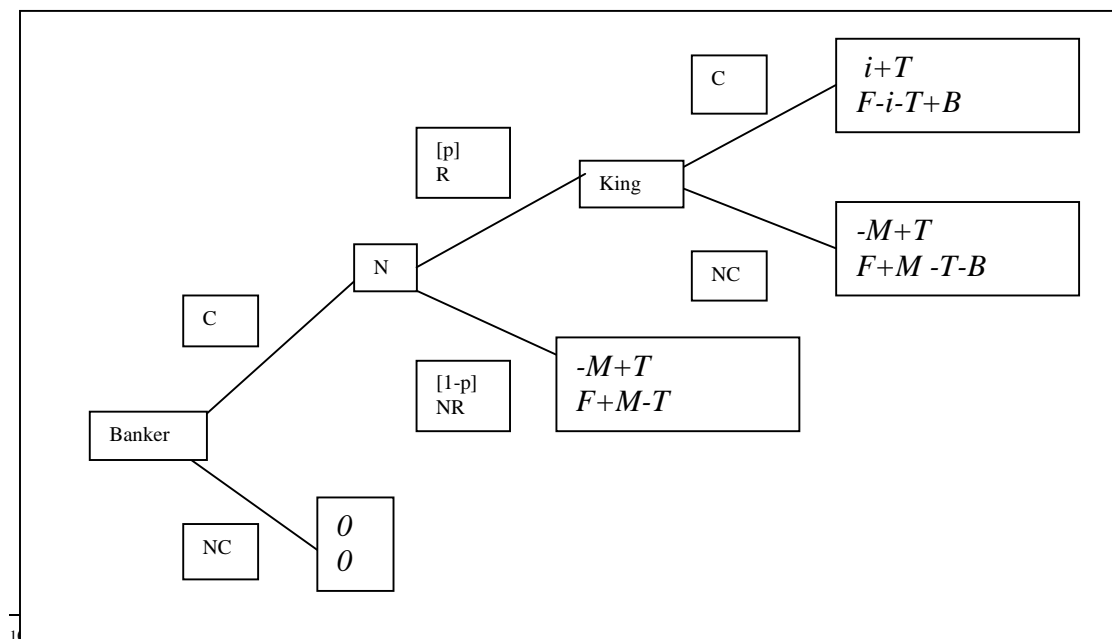 C
i+T
F-i-T+B
[p]
R
King
-M+T
F+M -T-B
N
NC
C
[1-p]
NR
-M+T
F+M-T
Banker
NC
0
0